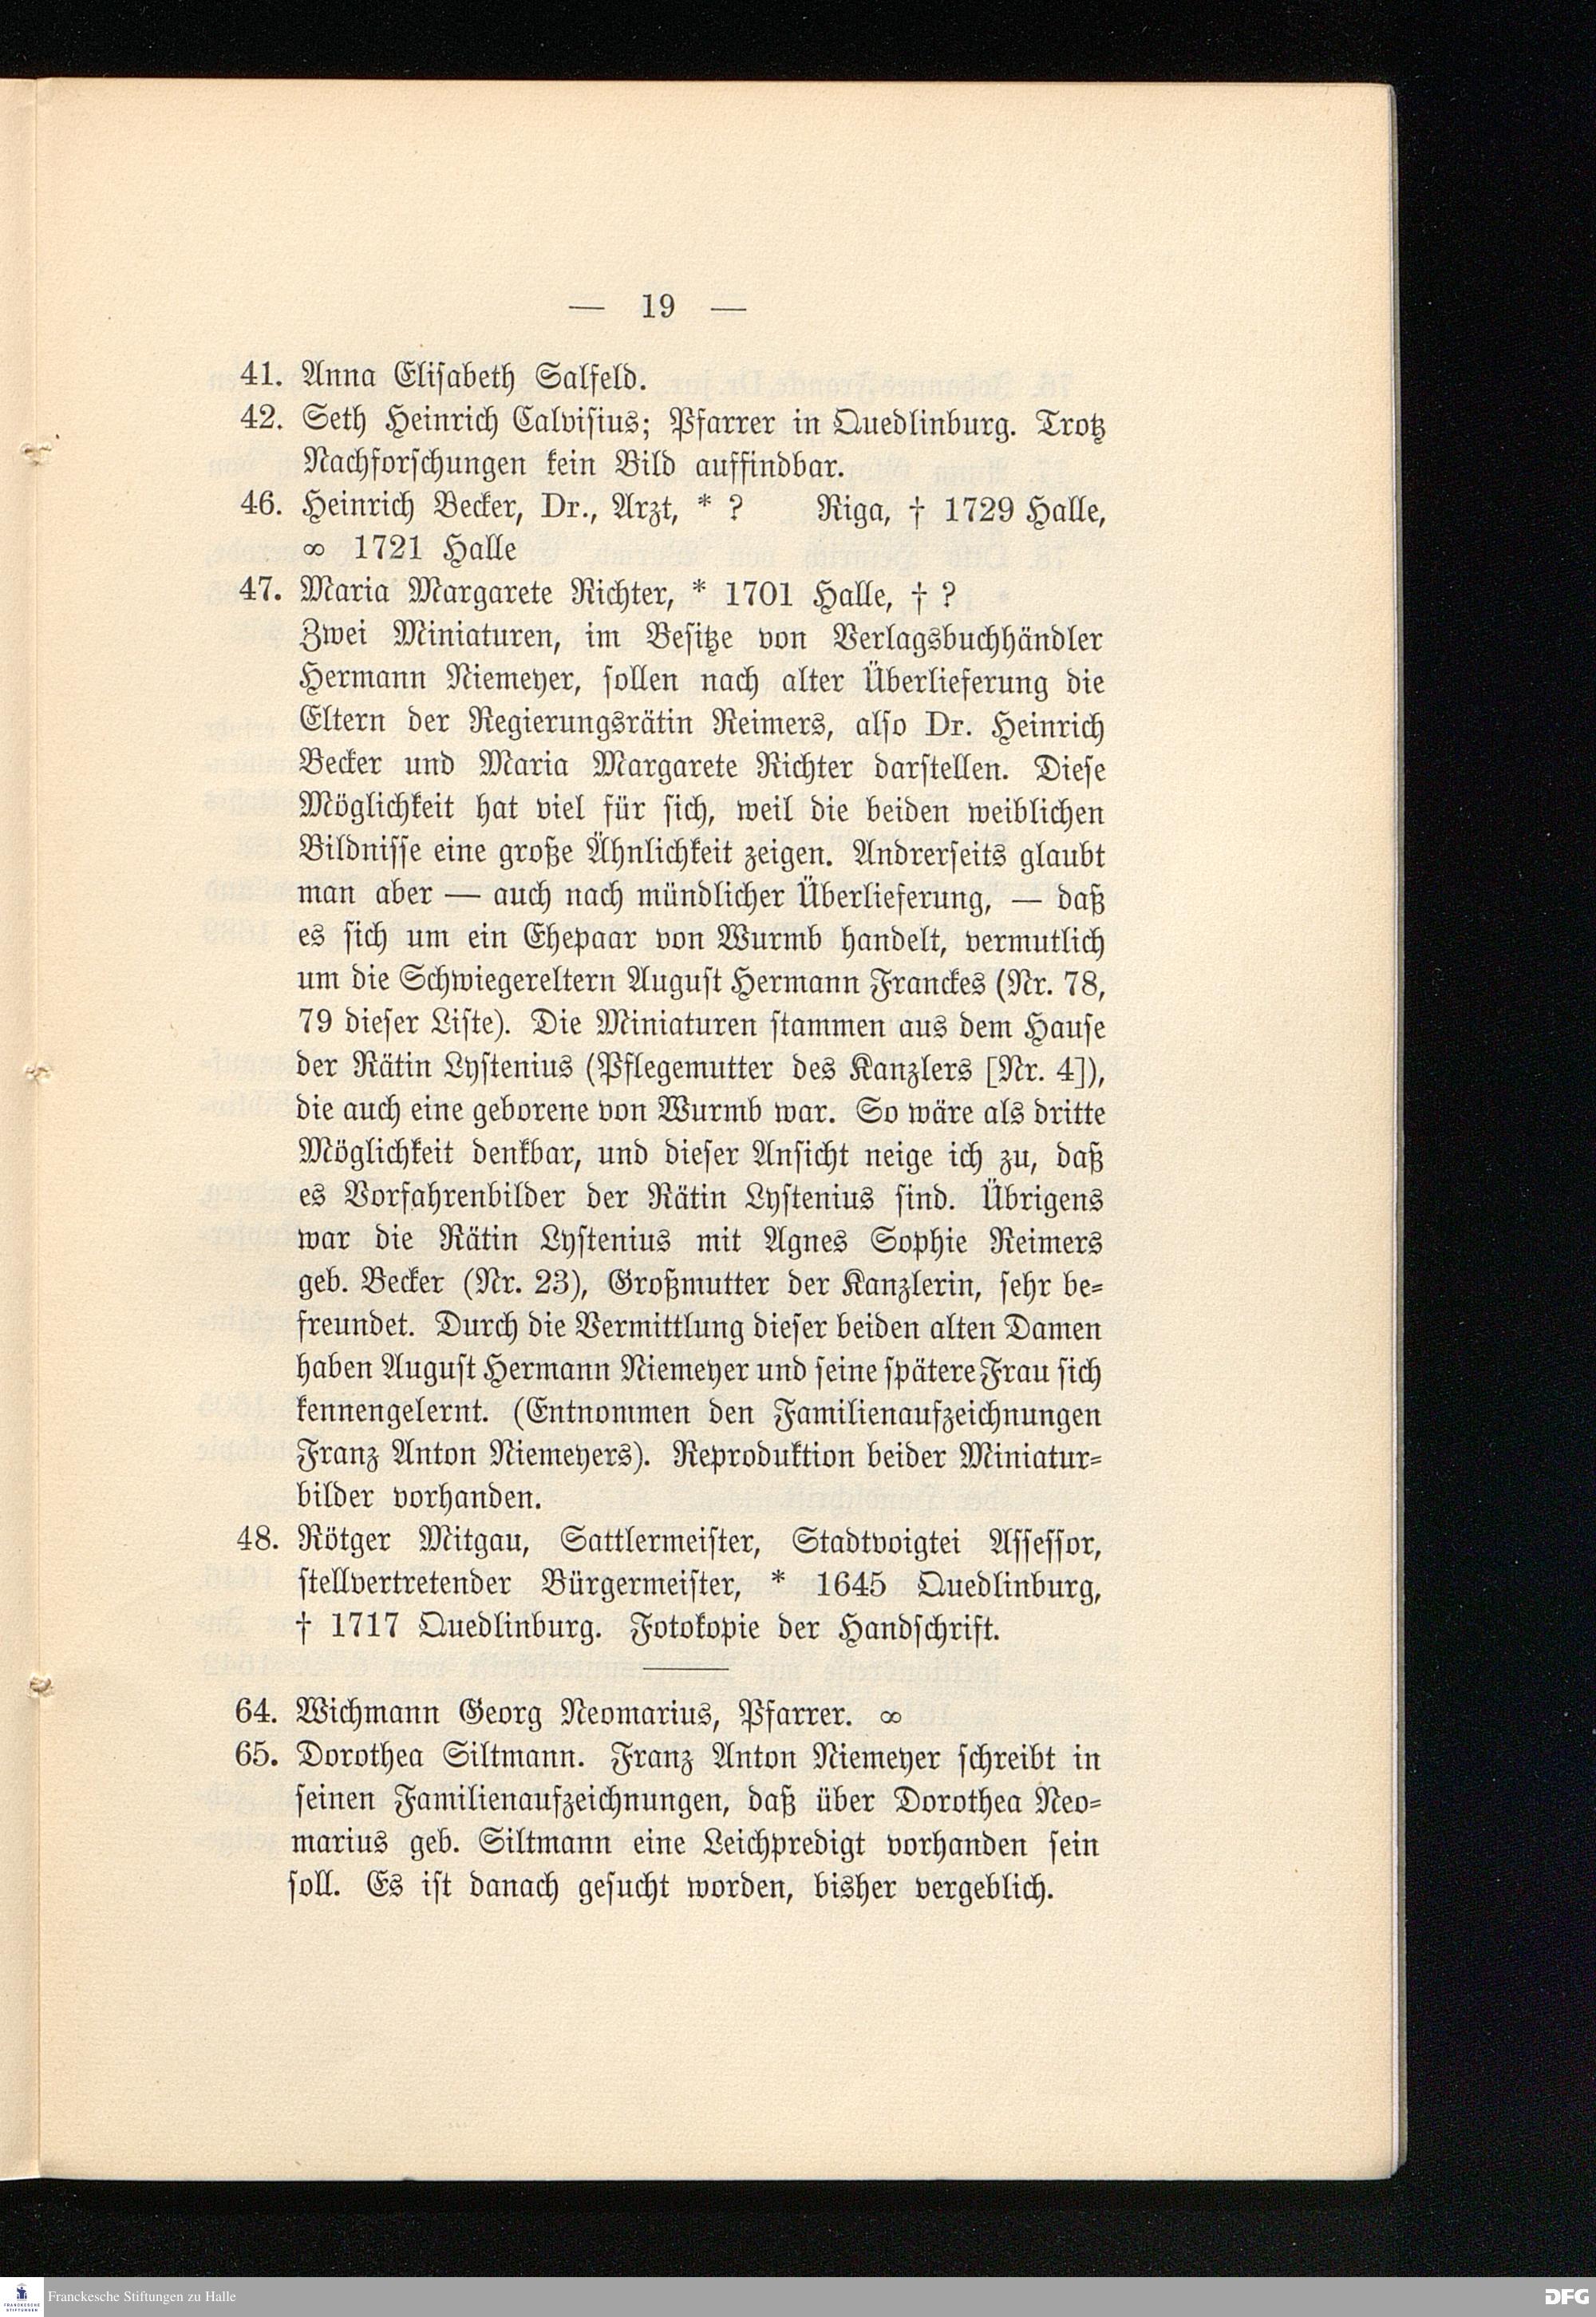 — 19 —
41. Anna Elisabeth Salfeld.
42. Seth Heinrich Calvisius; Pfarrer in Quedlinburg. Trotz
Nachforschungen kein Bild auffindbar.
46. Heinrich Becker, Dr., Arzt, * ? Riga, † 1729 Halle,
∞ 1721 Halle
47. Maria Margarete Richter, * 1701 Halle, † ?
Zwei Miniaturen, im Besitze von Verlagsbuchhändler
Hermann Niemeyer, sollen nach alter Überlieferung die
Eltern der Regierungsrätin Reimers, also Dr. Heinrich
Becker und Maria Margarete Richter darstellen. Diese
Möglichkeit hat viel für sich, weil die beiden weiblichen
Bildnisse eine große Ähnlichkeit zeigen. Andrerseits glaubt
man aber — auch nach mündlicher Überlieferung, — daß
es sich um ein Ehepaar von Wurmb handelt, vermutlich
um die Schwiegereltern August Hermann Franckes (Nr. 78,
79 dieser Liste). Die Miniaturen stammen aus dem Hause
der Rätin Lystenius (Pflegemutter des Kanzlers [Nr. 4]),
die auch eine geborene von Wurmb war. So wäre als dritte
Möglichkeit denkbar, und dieser Ansicht neige ich zu, daß
es Vorfahrenbilder der Rätin Lystenius sind. Übrigens
war die Rätin Lystenius mit Agnes Sophie Reimers
geb. Becker (Nr. 23), Großmutter der Kanzlerin, sehr be-
freundet. Durch die Vermittlung dieser beiden alten Damen
haben August Hermann Niemeyer und seine spätere Frau sich
kennengelernt. (Entnommen den Familienaufzeichnungen
Franz Anton Niemeyers). Reproduktion beider Miniatur-
bilder vorhanden.
48. Rötger Mitgau, Sattlermeister, Stadtvoigtei Assessor,
stellvertretender Bürgermeister, * 1645 Quedlinburg,
† 1717 Quedlinburg. Fotokopie der Handschrift.
64. Wichmann Georg Neomarius, Pfarrer. ∞
65. Dorothea Siltmann. Franz Anton Niemeyer schreibt in
seinen Familienaufzeichnungen, daß über Dorothea Neo-
marius geb. Siltmann eine Leichpredigt vorhanden sein
soll. Es ist danach gesucht worden, bisher vergeblich.
FRANCKESCHE
STIFTUNGEN
Franckesche Stiftungen zu Halle
DFG